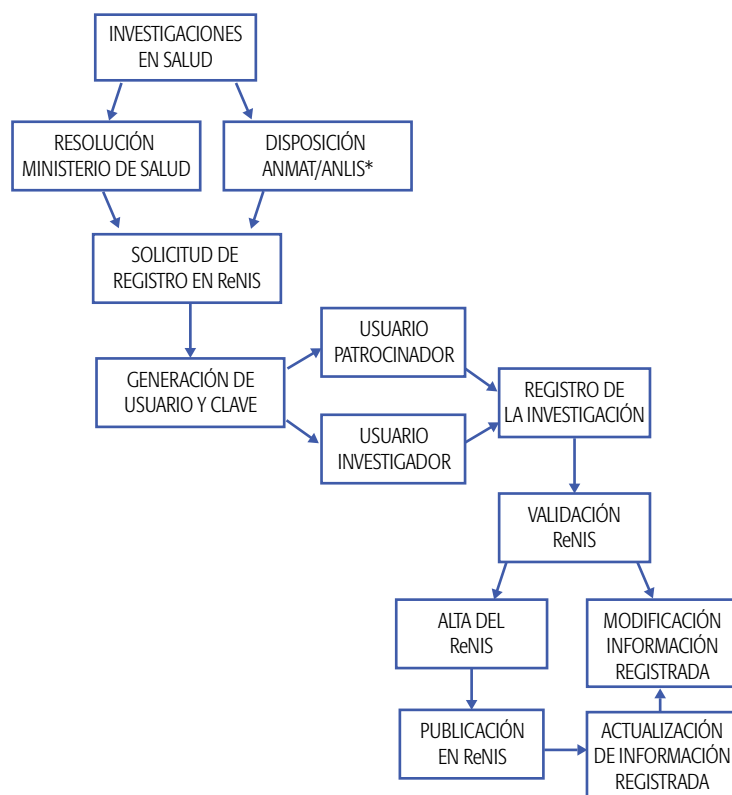 INVESTIGACIONES
EN SALUD
RESOLUCIÓN
MINISTERIO DE SALUD
DISPOSICIÓN
ANMAT/ANLIS*
SOLICITUD DE
REGISTRO EN ReNIS
GENERACIÓN DE
USUARIO Y CLAVE
USUARIO
PATROCINADOR
USUARIO
INVESTIGADOR
REGISTRO DE
LA INVESTIGACIÓN
VALIDACIÓN
ReNIS
ALTA DEL
ReNIS
MODIFICACIÓN
INFORMACIÓN
REGISTRADA
PUBLICACIÓN
EN ReNIS
ACTUALIZACIÓN
DE INFORMACIÓN
REGISTRADA